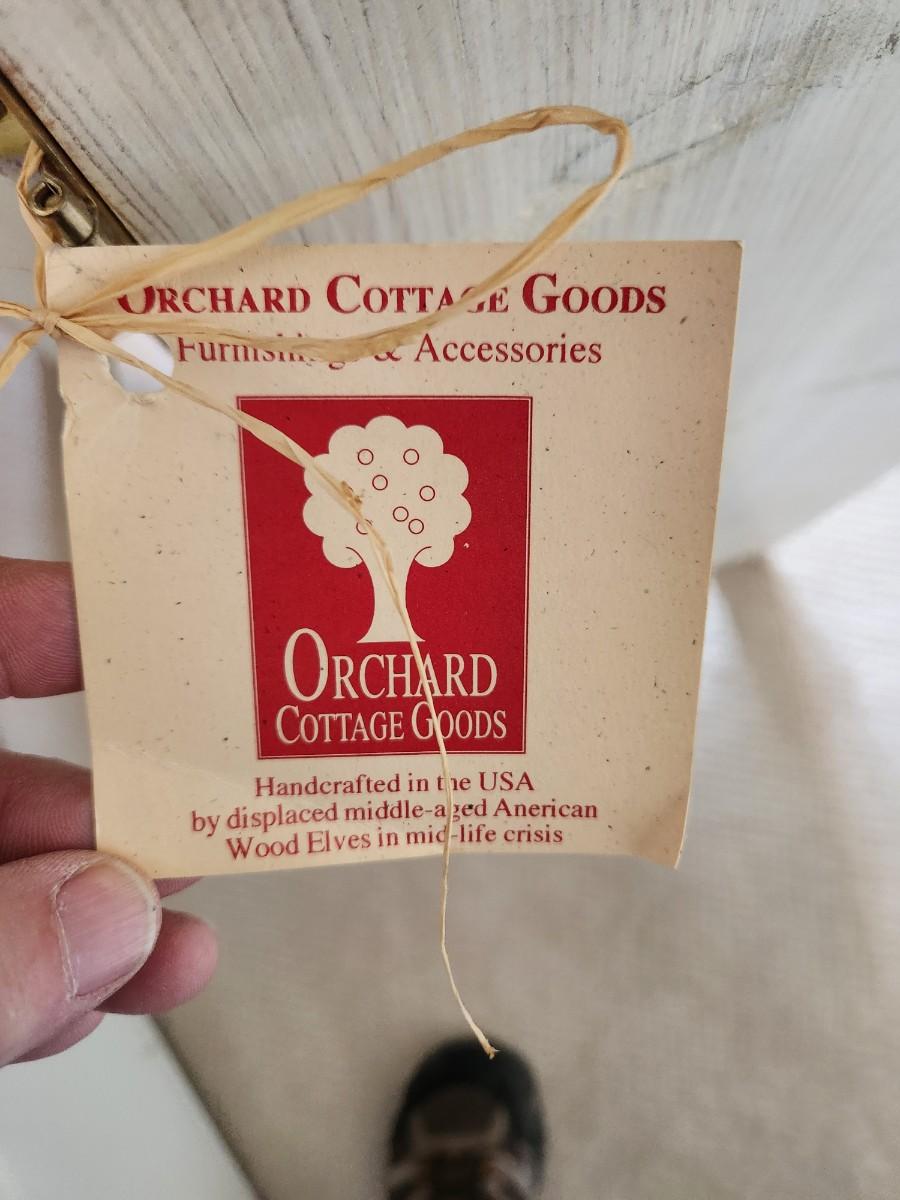 ORCHARD COTTAGE GOODS
Furnishings & Accessories
ORCHARD
COTTAGE GOODS
Handcrafted in the USA
by displaced middle-aged Anerican
Wood Elves in mid-life crisis